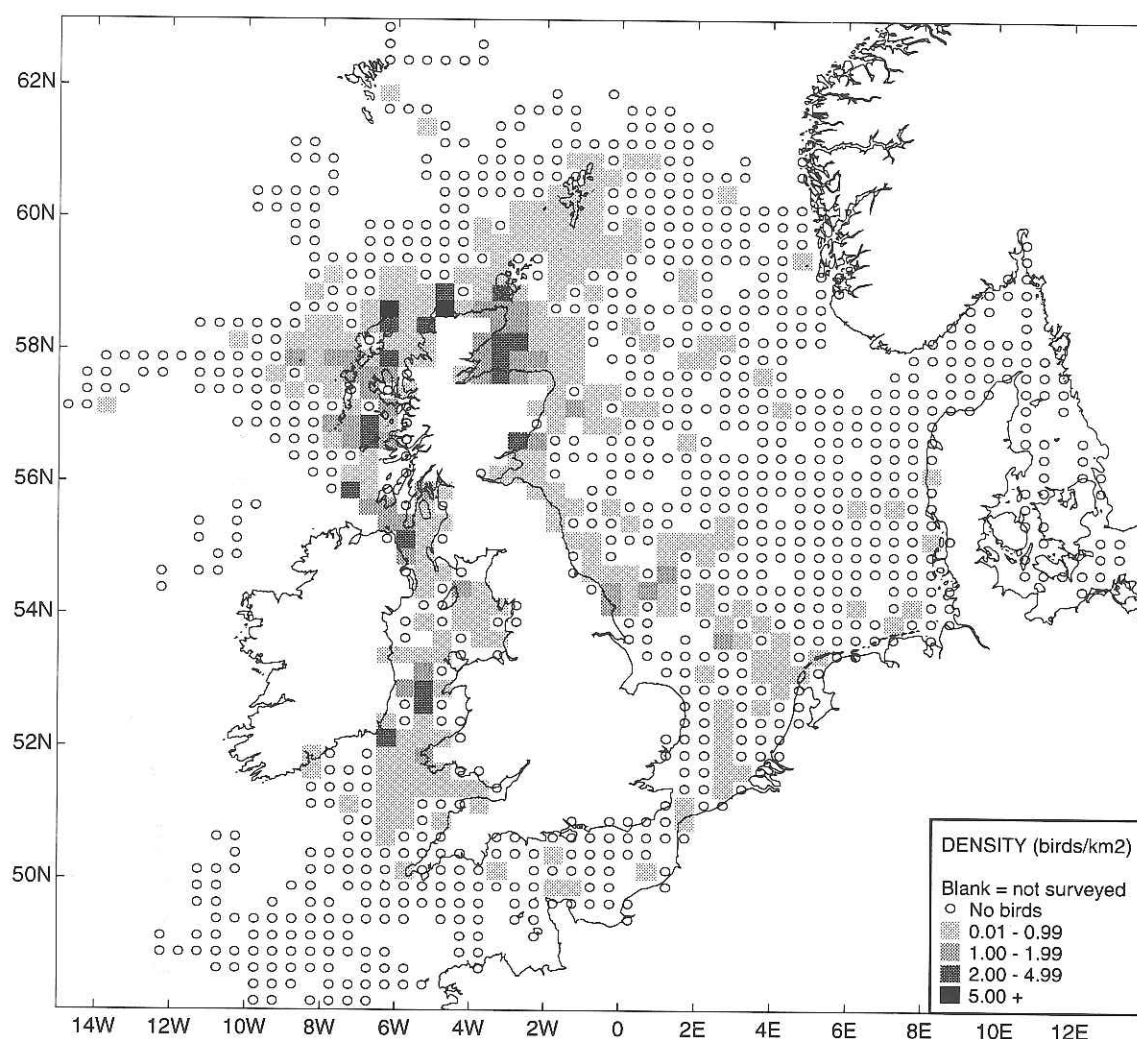 62N
60N
58N
56N
54N
52N
50N
14W 12W 10W 8W 6W 4W 2W 0 2E 4E 6E 8E 10E 12E
DENSITY (birds/km2)
Blank = not surveyed
No birds
0.01 - 0.99
1.00 - 1.99
2.00 - 4.99
5.00 +